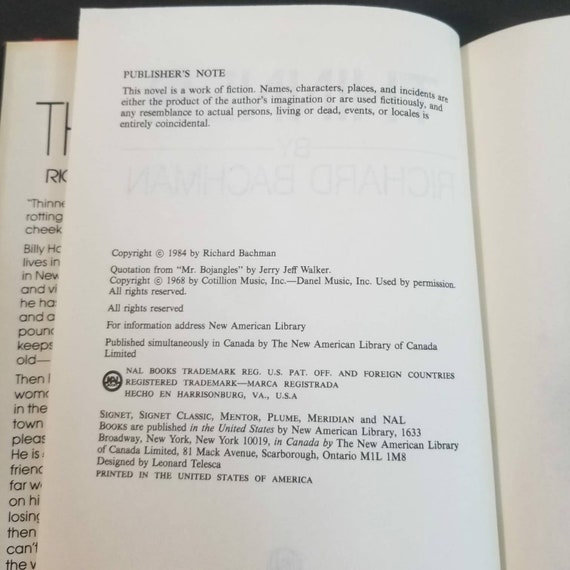 TH
RIC
"Thinne
rotting
cheek
Billy Ha
lives in
in New
and vi
he ha
and a
pound
keeps
old—
Then
woma
in the
town
pleas
He is
friend
far w
on hi
losing
then
can't
the v
PUBLISHER'S NOTE
This novel is a work of fiction. Names, characters, places, and incidents are
either the product of the author's imagination or are used fictitiously, and
any resemblance to actual persons, living or dead, events, or locales is
entirely coincidental.
BY
RICHARD BACHMAN
Copyright © 1984 by Richard Bachman
Quotation from "Mr. Bojangles" by Jerry Jeff Walker.
Copyright © 1968 by Cotillion Music, Inc.—Danel Music, Inc. Used by permission.
All rights reserved.
All rights reserved
For information address New American Library
Published simultaneously in Canada by The New American Library of Canada
Limited
NAL
NAL BOOKS TRADEMARK REG. U.S. PAT. OFF. AND FOREIGN COUNTRIES
REGISTERED TRADEMARK—MARCA REGISTRADA
HECHO EN HARRISONBURG, VA., U.S.A
SIGNET, SIGNET CLASSIC, MENTOR, PLUME, MERIDIAN and NAL
BOOKS are published in the United States by New American Library, 1633
Broadway, New York, New York 10019, in Canada by The New American Library
of Canada Limited, 81 Mack Avenue, Scarborough, Ontario M1L 1M8
Designed by Leonard Telesca
PRINTED IN THE UNITED STATES OF AMERICA